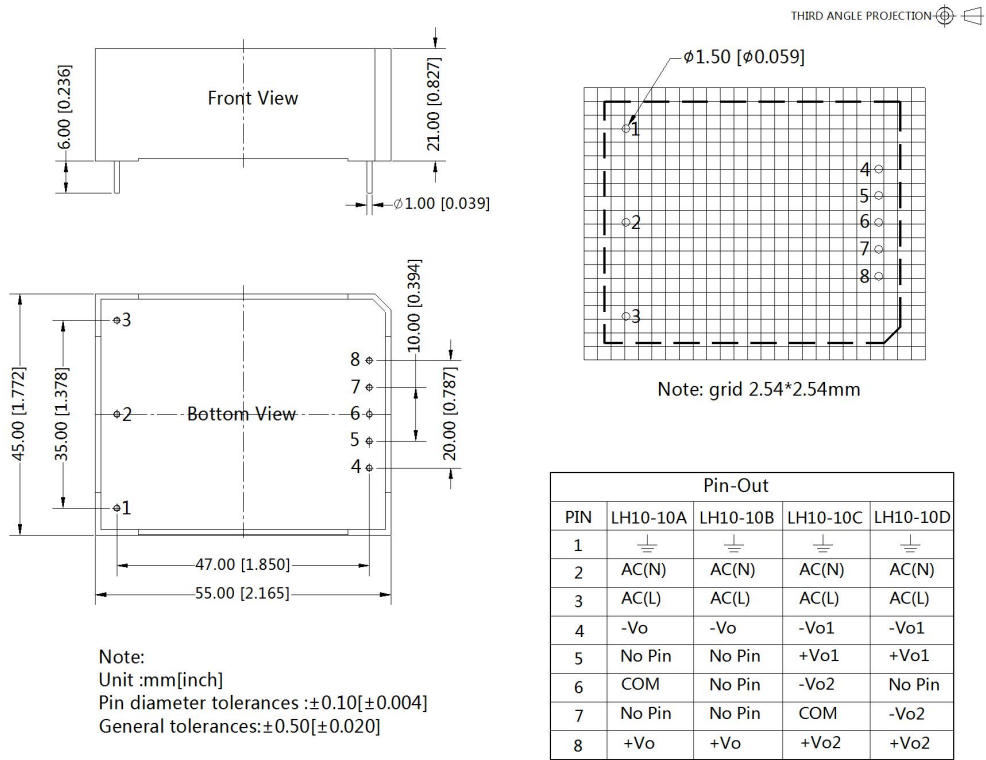 THIRD ANGLE PROJECTION
6.00 [0.236]
Front View
21.00 [0.827]
⌀1.00 [0.039]
ϕ1.50 [ϕ0.059]
1
2
3
4
5
6
7
8
Note: grid 2.54*2.54mm
45.00 [1.772]
35.00 [1.378]
3
2
1
Bottom View
8
7
6
5
4
10.00 [0.394]
20.00 [0.787]
47.00 [1.850]
55.00 [2.165]
Note:
Unit :mm[inch]
Pin diameter tolerances :±0.10[±0.004]
General tolerances:±0.50[±0.020]
Pin-Out
PIN LH10-10A LH10-10B LH10-10C LH10-10D
1
2 AC(N) AC(N) AC(N) AC(N)
3 AC(L) AC(L) AC(L) AC(L)
4 -Vo -Vo -Vo1 -Vo1
5 No Pin No Pin +Vo1 +Vo1
6 COM No Pin -Vo2 No Pin
7 No Pin No Pin COM -Vo2
8 +Vo +Vo +Vo2 +Vo2